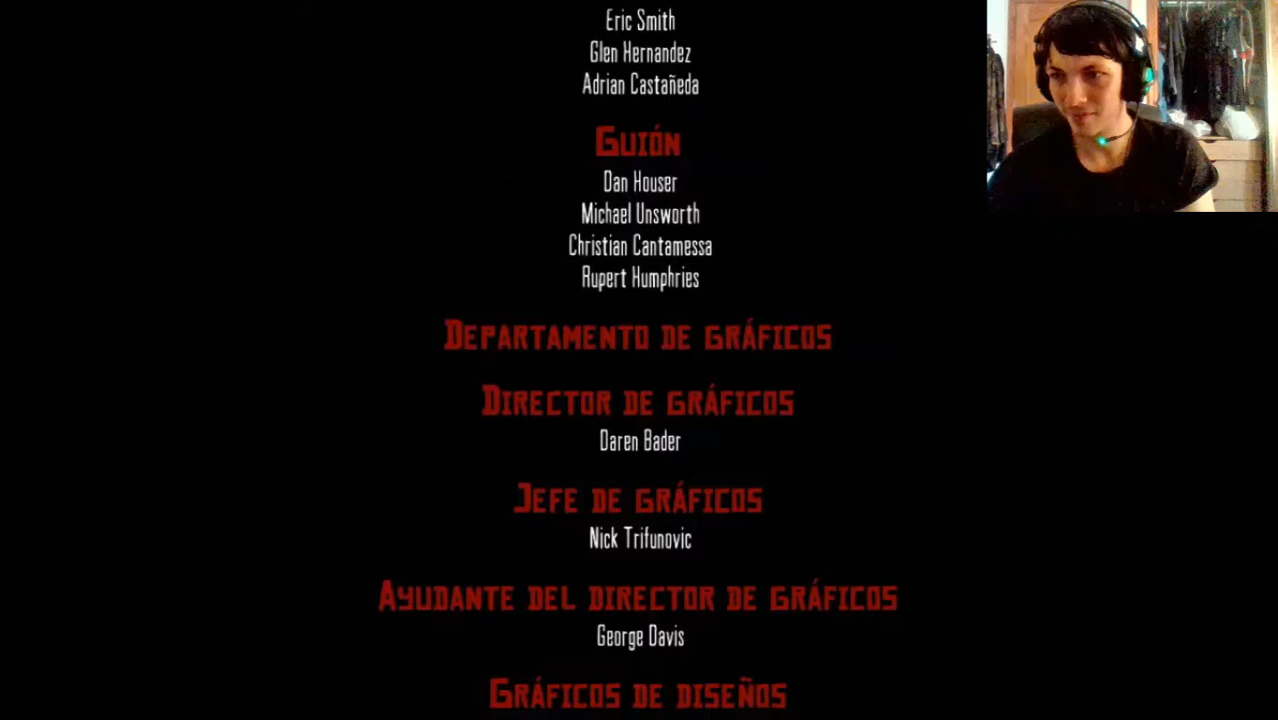 Eric Smith
Glen Hernandez
Adrian Castañeda
GUIÓN
Dan Houser
Michael Unsworth
Christian Cantamessa
Rupert Humphries
DEPARTAMENTO DE GRÁFICOS
DIRECTOR DE GRÁFICOS
Daren Bader
JEFE DE GRÁFICOS
Nick Trifunovic
AYUDANTE DEL DIRECTOR DE GRÁFICOS
George Davis
GRÁFICOS DE DISEÑOS